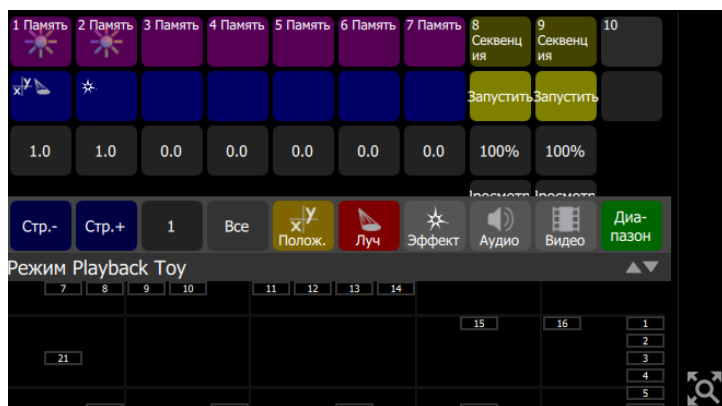 1 Память 2 Память 3 Память 4 Память 5 Память 6 Память 7 Память 8 Секвенция 9 Секвенция 10
x y
Запустить Запустить
1.0 1.0 0.0 0.0 0.0 0.0 0.0 100% 100%
Стр.- Стр.+ 1 Все x y Полож. Луч Эффект Аудио Видео Диа-пазон
Режим Playback Toy
7 8 9 10 11 12 13 14
15 16 1
2
21 3
4
5